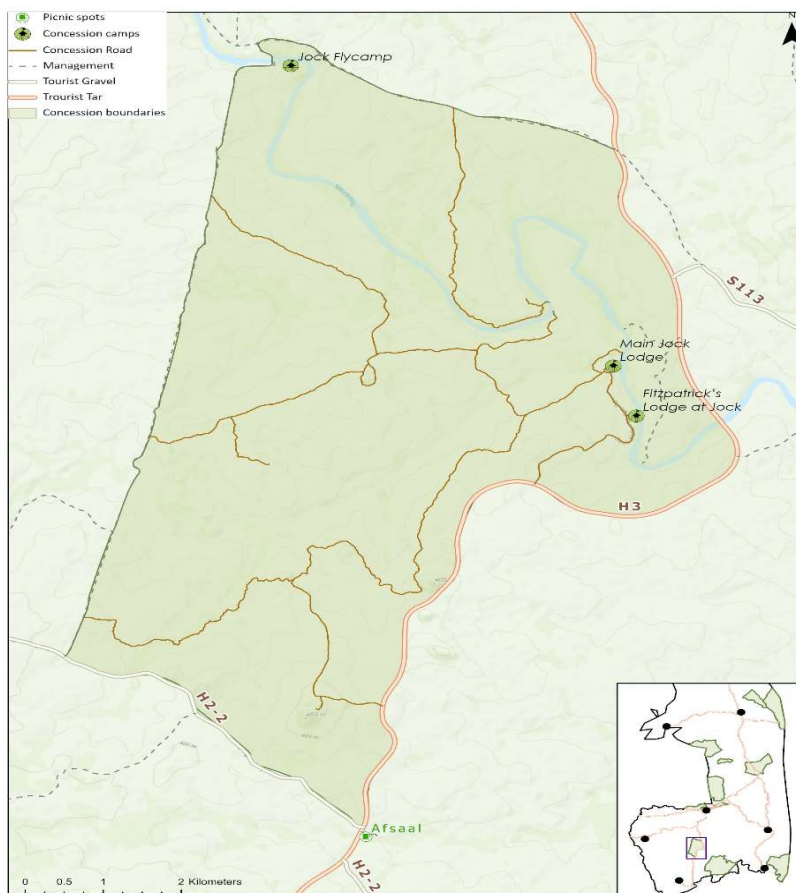 Picnic spots
Concession camps
Concession Road
Management
Tourist Gravel
Trourist Tar
Concession boundaries
N
Jock Flycamp
S113
Main Jock
Lodge
Fitzpatrick's
Lodge at Jock
H3
H2-2
Afsaal
H2-2
0 0.5 1 2 Kilometers